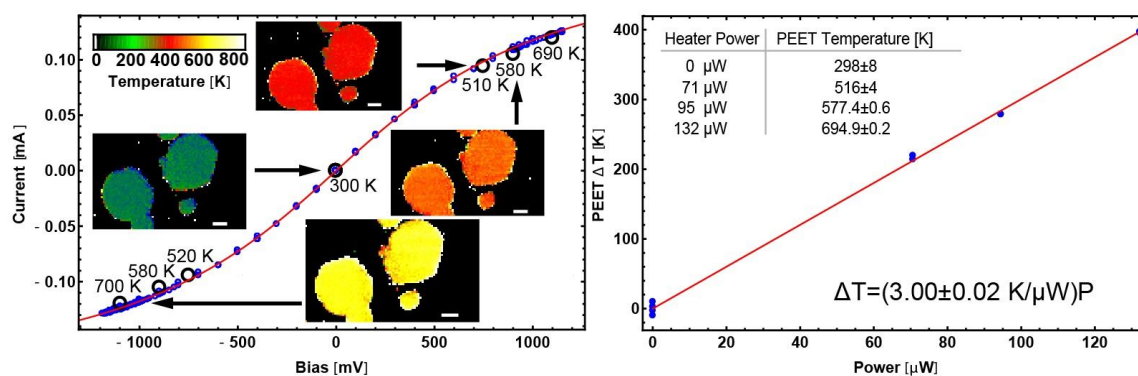 0.10
0.05
0.00
- 0.05
- 0.10
Current [mA]
0 200 400 600 800
Temperature [K]
690 K
580 K
510 K
300 K
520 K
580 K
700 K
- 1000 - 500 0 500 1000
Bias [mV]
400
300
200
100
0
PEET Δ T [K]
Heater Power PEET Temperature [K]
0 µW 298±8
71 µW 516±4
95 µW 577.4±0.6
132 µW 694.9±0.2
ΔT=(3.00±0.02 K/µW)P
0 20 40 60 80 100 120
Power [µW]